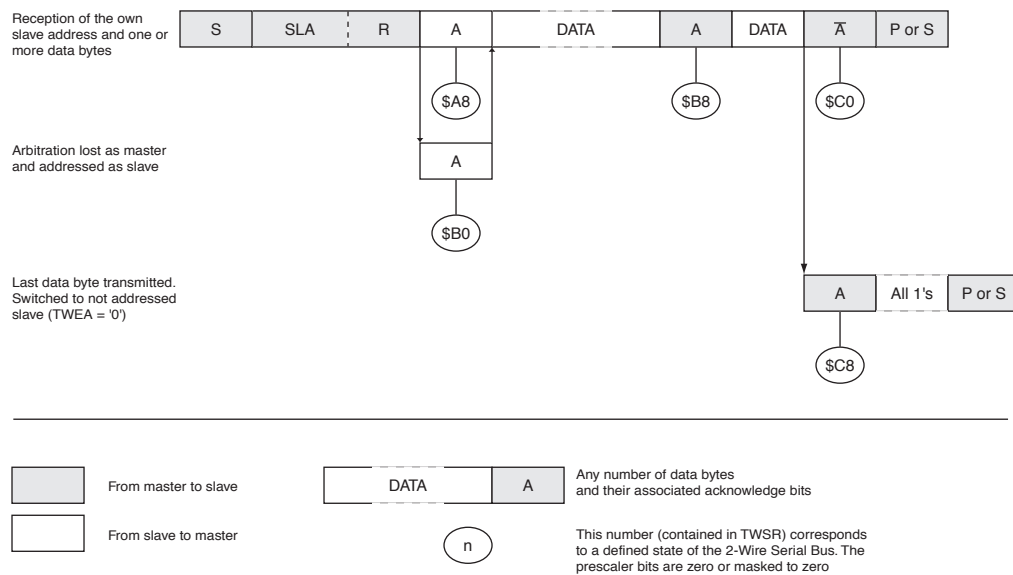 Reception of the own
slave address and one or
more data bytes
S SLA R A DATA A DATA A̅ P or S
$A8 $B8 $C0
Arbitration lost as master
and addressed as slave
A
$B0
Last data byte transmitted.
Switched to not addressed
slave (TWEA = '0')
A All 1's P or S
$C8
From master to slave
DATA A
Any number of data bytes
and their associated acknowledge bits
From slave to master
n
This number (contained in TWSR) corresponds
to a defined state of the 2-Wire Serial Bus. The
prescaler bits are zero or masked to zero